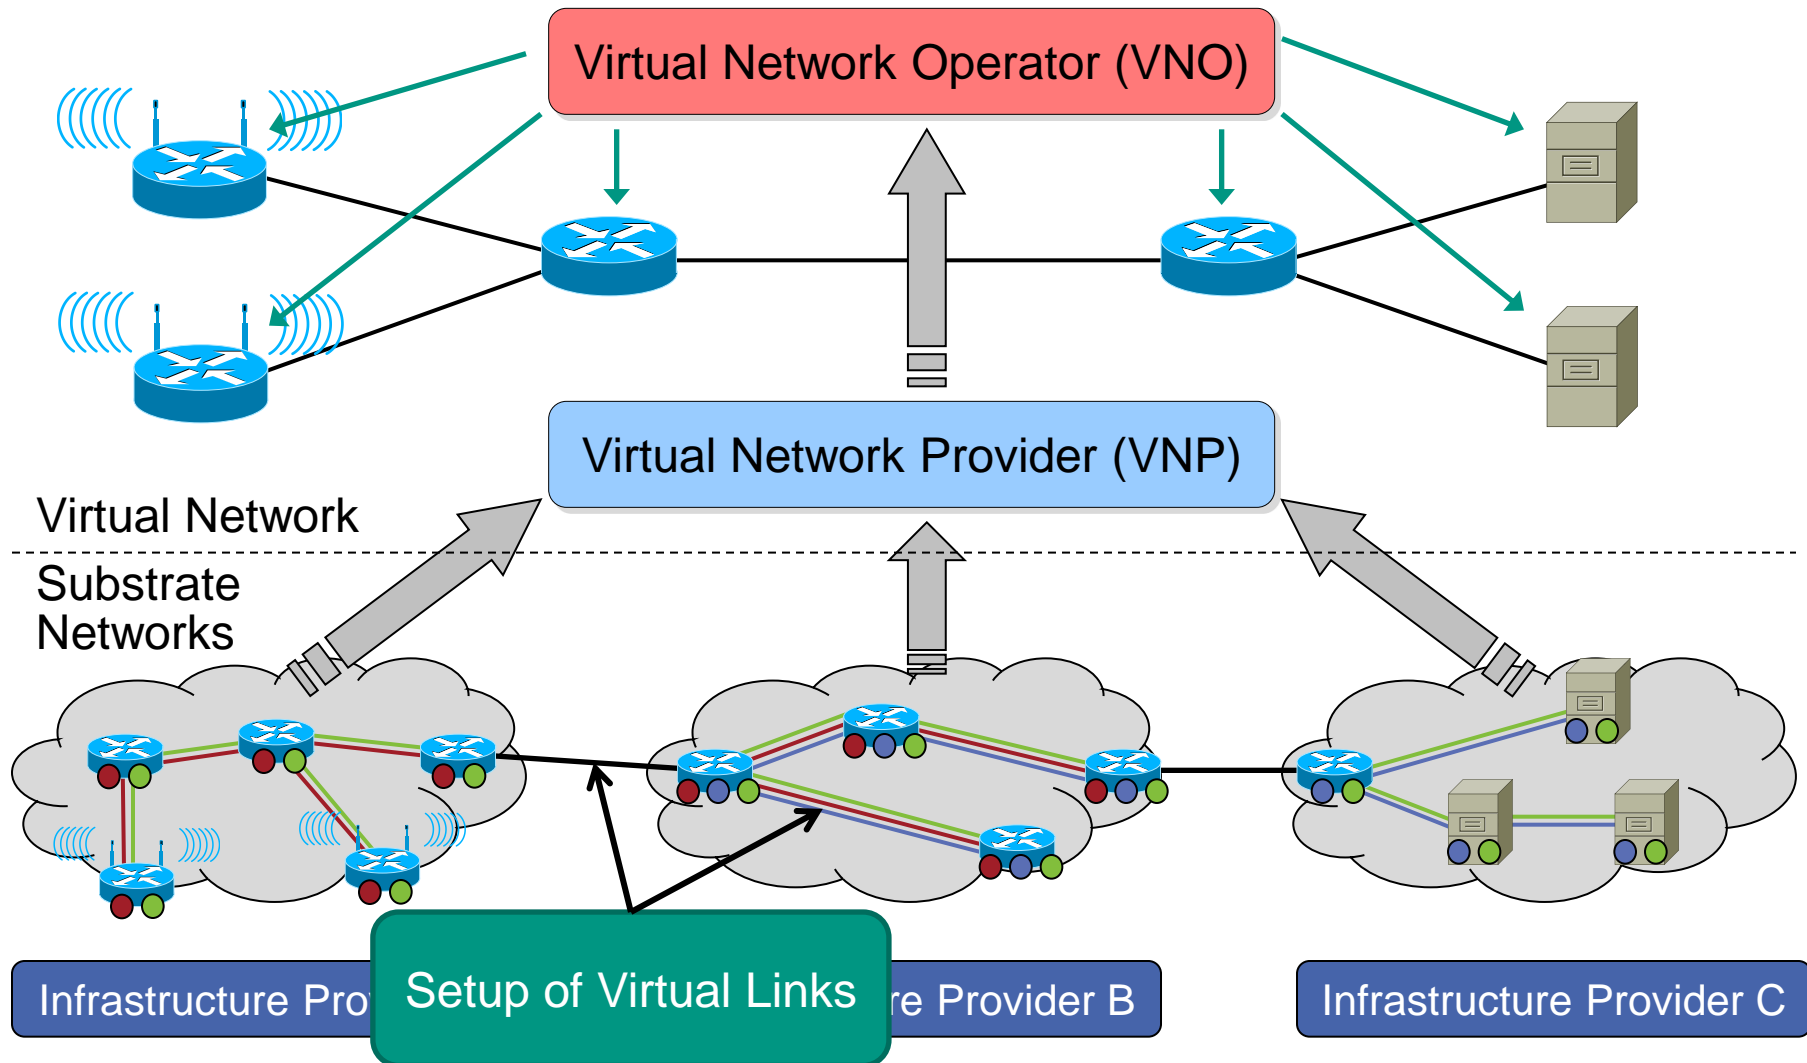 Virtual Network Operator (VNO)
Virtual Network Provider (VNP)
Virtual Network
Substrate
Networks
Infrastructure Pro
Setup of Virtual Links
re Provider B
Infrastructure Provider C